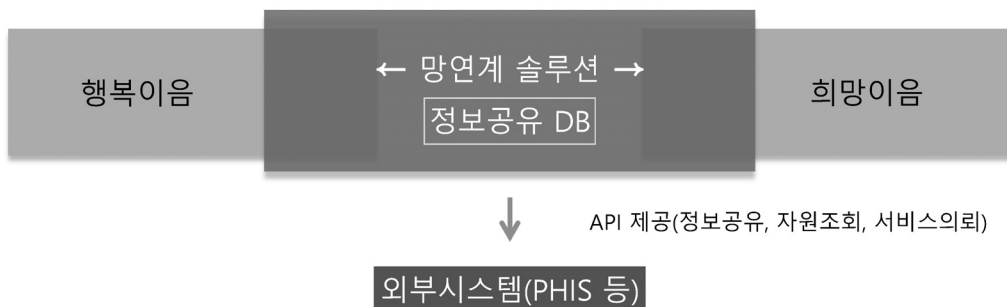 행복이음
← 망연계 솔루션 →
정보공유 DB
희망이음
API 제공(정보공유, 자원조회, 서비스의뢰)
외부시스템(PHIS 등)